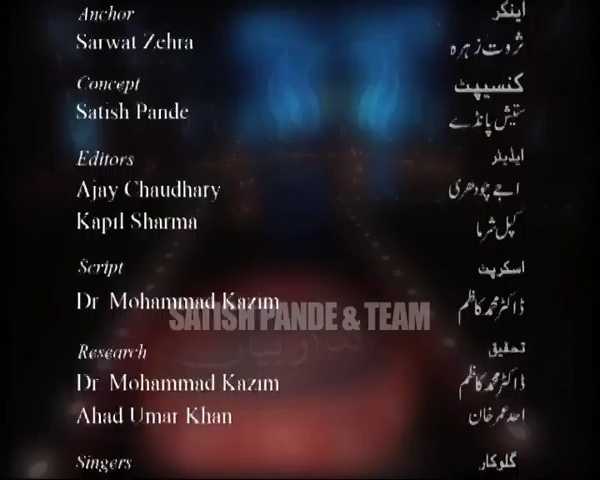 Anchor اینکر
Sarwat Zehra ثروت زہرہ
Concept کنسیپٹ
Satish Pande ستیش پانڈے
Editors ایڈیٹر
Ajay Chaudhary اجے چودھری
Kapil Sharma کپل شرما
Script اسکرپٹ
Dr. Mohammad Kazim ڈاکٹر محمد کاظم
SATISH PANDE & TEAM
Research تحقیق
Dr. Mohammad Kazim ڈاکٹر محمد کاظم
Ahad Umar Khan احد عمر خان
Singers گلوکار